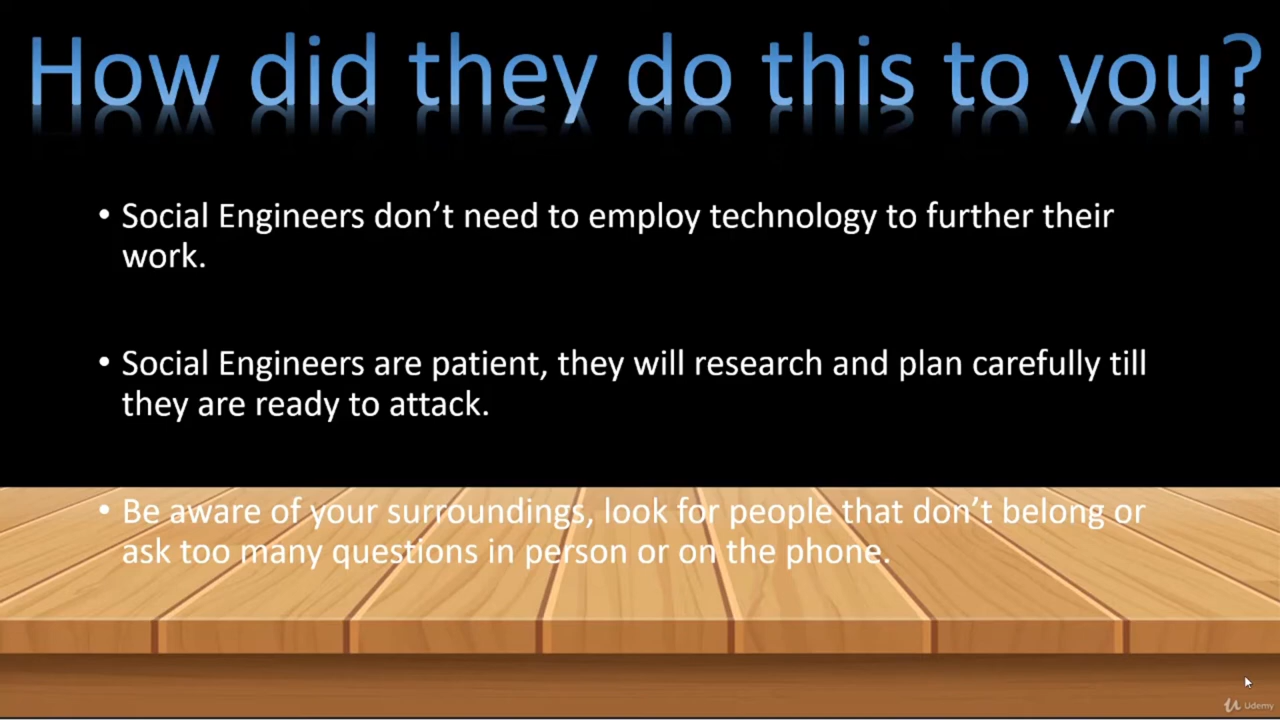 How did they do this to you?
• Social Engineers don’t need to employ technology to further their
work.
• Social Engineers are patient, they will research and plan carefully till
they are ready to attack.
• Be aware of your surroundings, look for people that don’t belong or
ask too many questions in person or on the phone.
Udemy